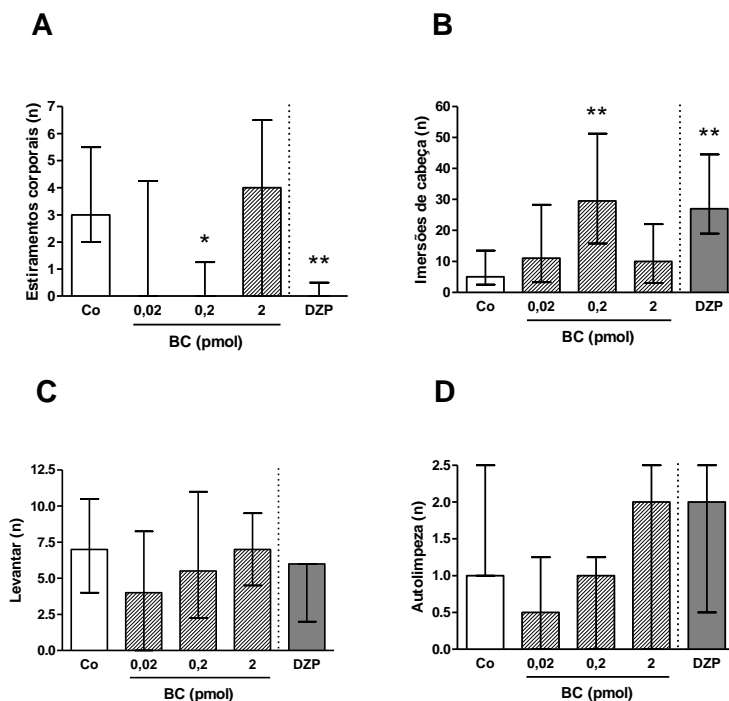 A
Estiramentos corporais (n)
7
6
5
4
3
2
1
0
*
**
Co 0,02 0,2 2 DZP
BC (pmol)
B
Imersões de cabeça (n)
60
50
40
30
20
10
0
**
**
Co 0,02 0,2 2 DZP
BC (pmol)
C
Levantar (n)
12.5
10.0
7.5
5.0
2.5
0.0
Co 0,02 0,2 2 DZP
BC (pmol)
D
Autolimpeza (n)
2.5
2.0
1.5
1.0
0.5
0.0
Co 0,02 0,2 2 DZP
BC (pmol)